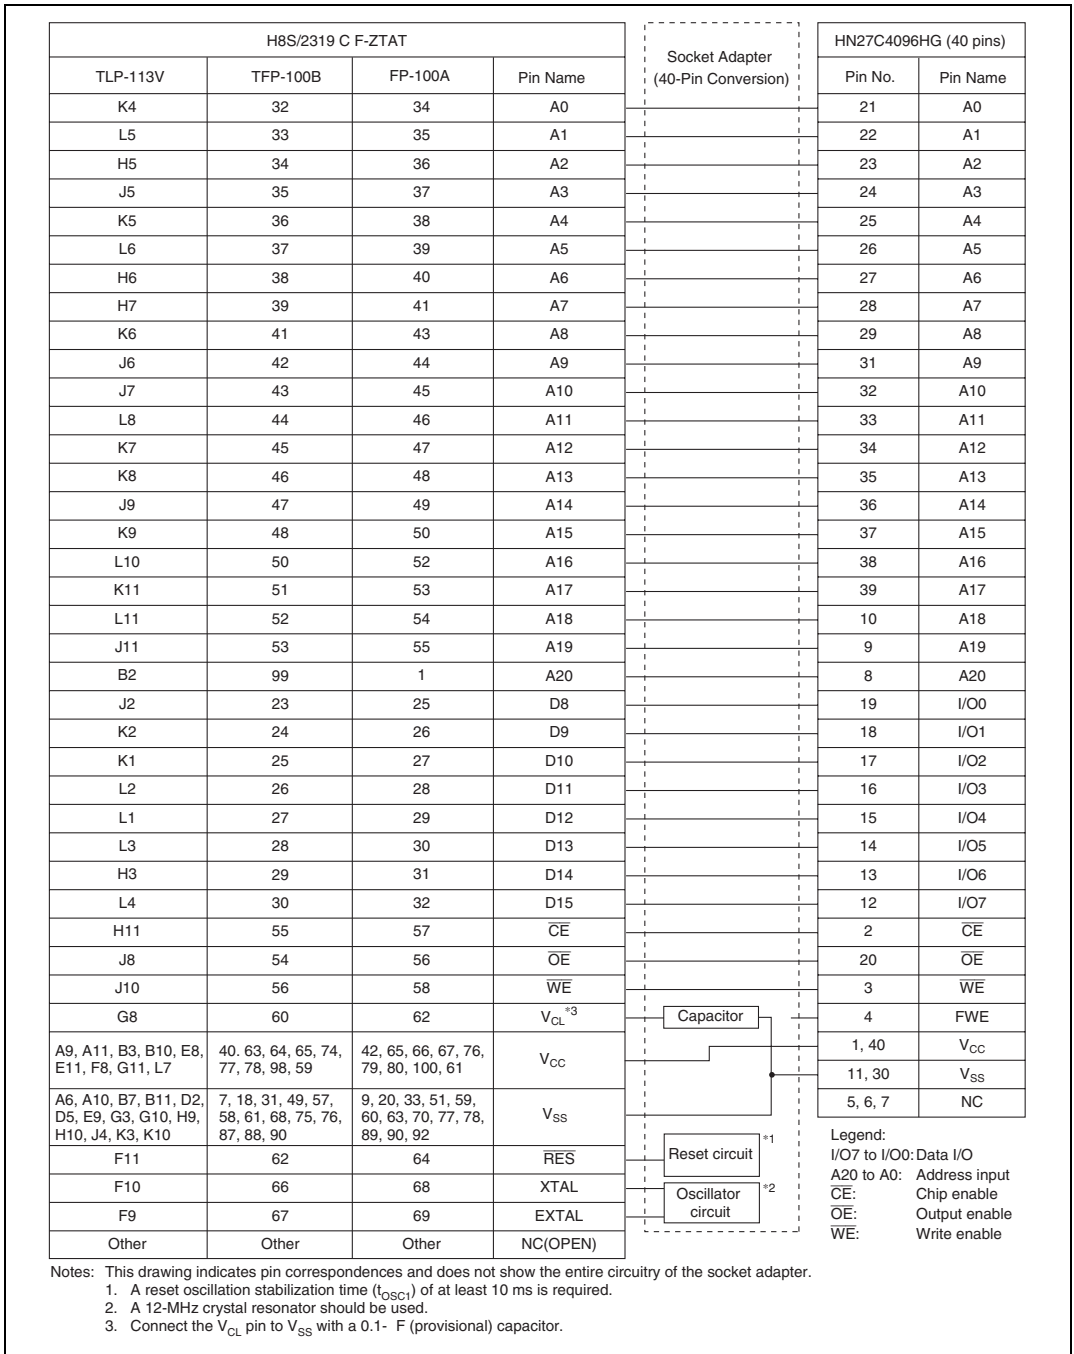 H8S/2319 C F-ZTAT Socket Adapter (40-Pin Conversion) HN27C4096HG (40 pins)
TLP-113V TFP-100B FP-100A Pin Name Pin No. Pin Name
K4 32 34 A0 21 A0
L5 33 35 A1 22 A1
H5 34 36 A2 23 A2
J5 35 37 A3 24 A3
K5 36 38 A4 25 A4
L6 37 39 A5 26 A5
H6 38 40 A6 27 A6
H7 39 41 A7 28 A7
K6 41 43 A8 29 A8
J6 42 44 A9 31 A9
J7 43 45 A10 32 A10
L8 44 46 A11 33 A11
K7 45 47 A12 34 A12
K8 46 48 A13 35 A13
J9 47 49 A14 36 A14
K9 48 50 A15 37 A15
L10 50 52 A16 38 A16
K11 51 53 A17 39 A17
L11 52 54 A18 10 A18
J11 53 55 A19 9 A19
B2 99 1 A20 8 A20
J2 23 25 D8 19 I/O0
K2 24 26 D9 18 I/O1
K1 25 27 D10 17 I/O2
L2 26 28 D11 16 I/O3
L1 27 29 D12 15 I/O4
L3 28 30 D13 14 I/O5
H3 29 31 D14 13 I/O6
L4 30 32 D15 12 I/O7
H11 55 57 CE 2 CE
J8 54 56 OE 20 OE
J10 56 58 WE 3 WE
G8 60 62 VCL*3 Capacitor 4 FWE
A9, A11, B3, B10, E8, E11, F8, G11, L7 40. 63, 64, 65, 74, 77, 78, 98, 59 42, 65, 66, 67, 76, 79, 80, 100, 61 VCC 1, 40 VCC
11, 30 VSS
A6, A10, B7, B11, D2, D5, E9, G3, G10, H9, H10, J4, K3, K10 7, 18, 31, 49, 57, 58, 61, 68, 75, 76, 87, 88, 90 9, 20, 33, 51, 59, 60, 63, 70, 77, 78, 89, 90, 92 VSS 5, 6, 7 NC
F11 62 64 RES Reset circuit *1
F10 66 68 XTAL Oscillator circuit *2
F9 67 69 EXTAL
Other Other Other NC(OPEN)
Legend:
I/O7 to I/O0: Data I/O
A20 to A0: Address input
CE: Chip enable
OE: Output enable
WE: Write enable
Notes: This drawing indicates pin correspondences and does not show the entire circuitry of the socket adapter.
1. A reset oscillation stabilization time (tOSC1) of at least 10 ms is required.
2. A 12-MHz crystal resonator should be used.
3. Connect the VCL pin to VSS with a 0.1- F (provisional) capacitor.